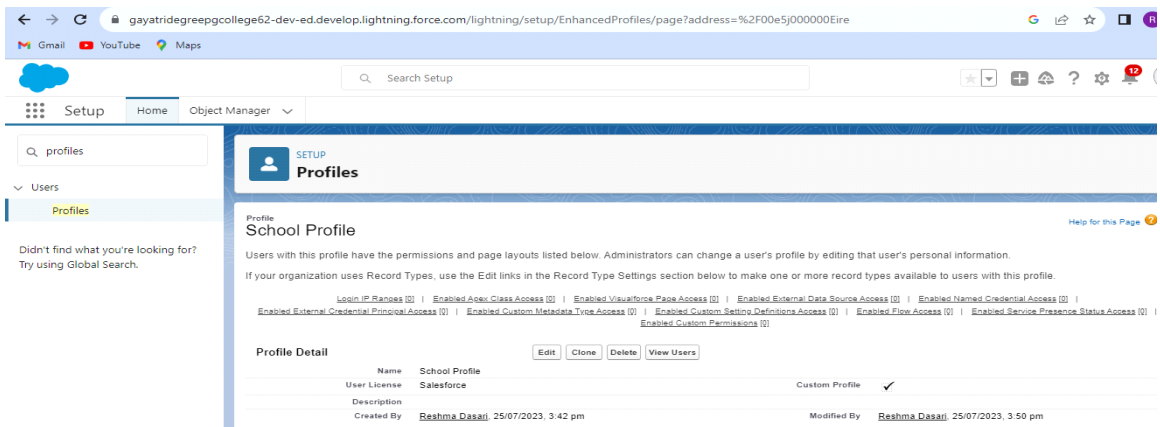 gayatridegreepgcollege62-dev-ed.develop.lightning.force.com/lightning/setup/EnhancedProfiles/page?address=%2F00e5j000000Eire
Gmail YouTube Maps
Search Setup
12
Setup Home Object Manager
profiles
Users
Profiles
Didn't find what you're looking for?
Try using Global Search.
SETUP
Profiles
Profile
School Profile
Help for this Page
Users with this profile have the permissions and page layouts listed below. Administrators can change a user's profile by editing that user's personal information.
If your organization uses Record Types, use the Edit links in the Record Type Settings section below to make one or more record types available to users with this profile.
Login IP Ranges [0] | Enabled Apex Class Access [0] | Enabled Visualforce Page Access [0] | Enabled External Data Source Access [0] | Enabled Named Credential Access [0] |
Enabled External Credential Principal Access [0] | Enabled Custom Metadata Type Access [0] | Enabled Custom Setting Definitions Access [0] | Enabled Flow Access [0] | Enabled Service Presence Status Access [0] |
Enabled Custom Permissions [0]
Profile Detail Edit Clone Delete View Users
Name School Profile
User License Salesforce Custom Profile ✓
Description
Created By Reshma Dasari, 25/07/2023, 3:42 pm Modified By Reshma Dasari, 25/07/2023, 3:50 pm